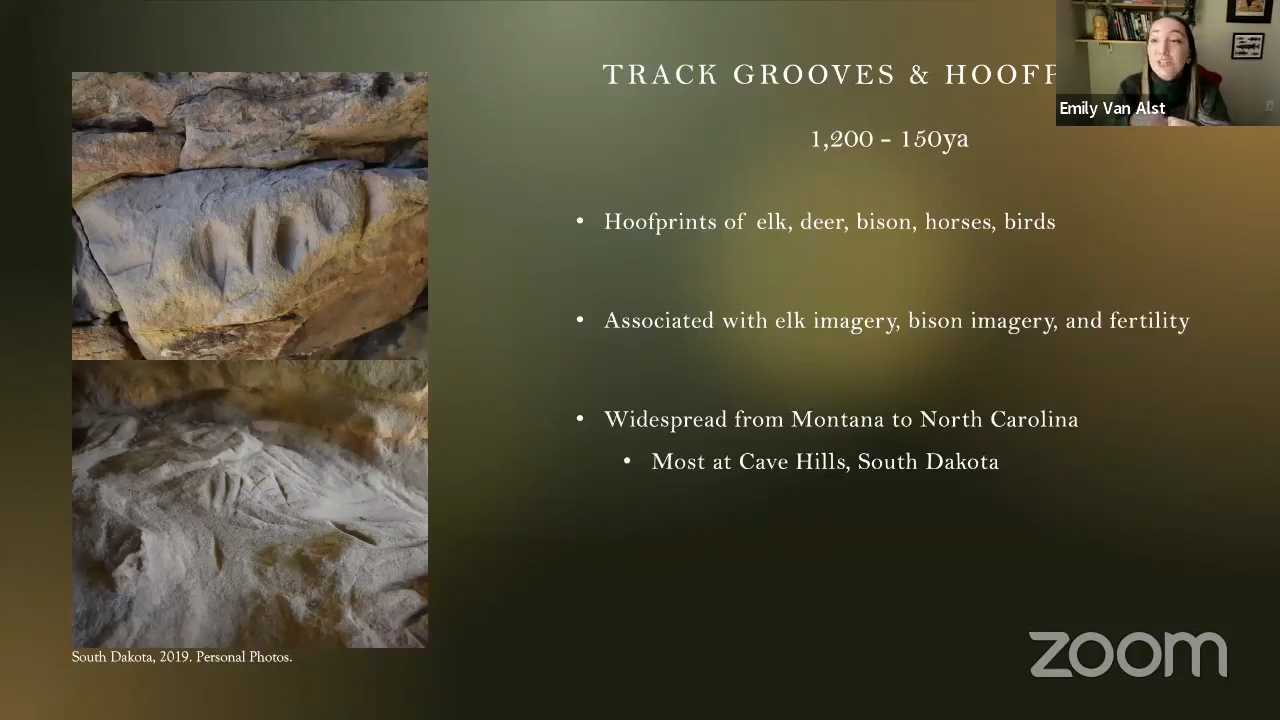 TRACK GROOVES & HOOF
Emily Van Alst
1,200 – 150ya
• Hoofprints of elk, deer, bison, horses, birds
• Associated with elk imagery, bison imagery, and fertility
• Widespread from Montana to North Carolina
• Most at Cave Hills, South Dakota
South Dakota, 2019. Personal Photos.
zoom